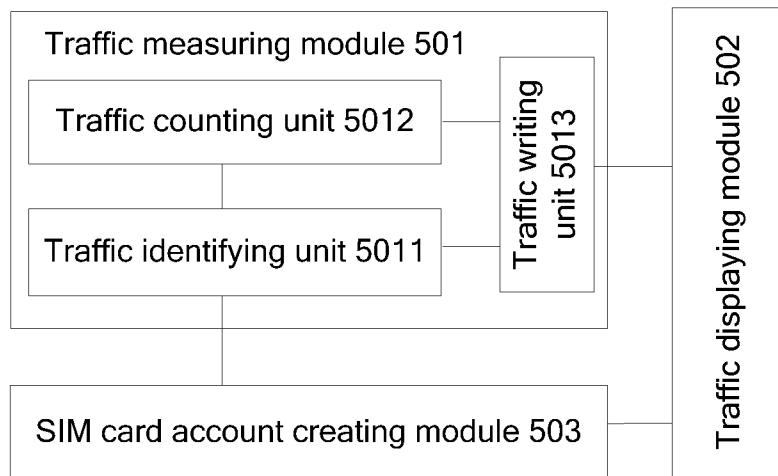 Traffic measuring module 501
Traffic counting unit 5012
Traffic identifying unit 5011
Traffic writing
unit 5013
Traffic displaying module 502
SIM card account creating module 503